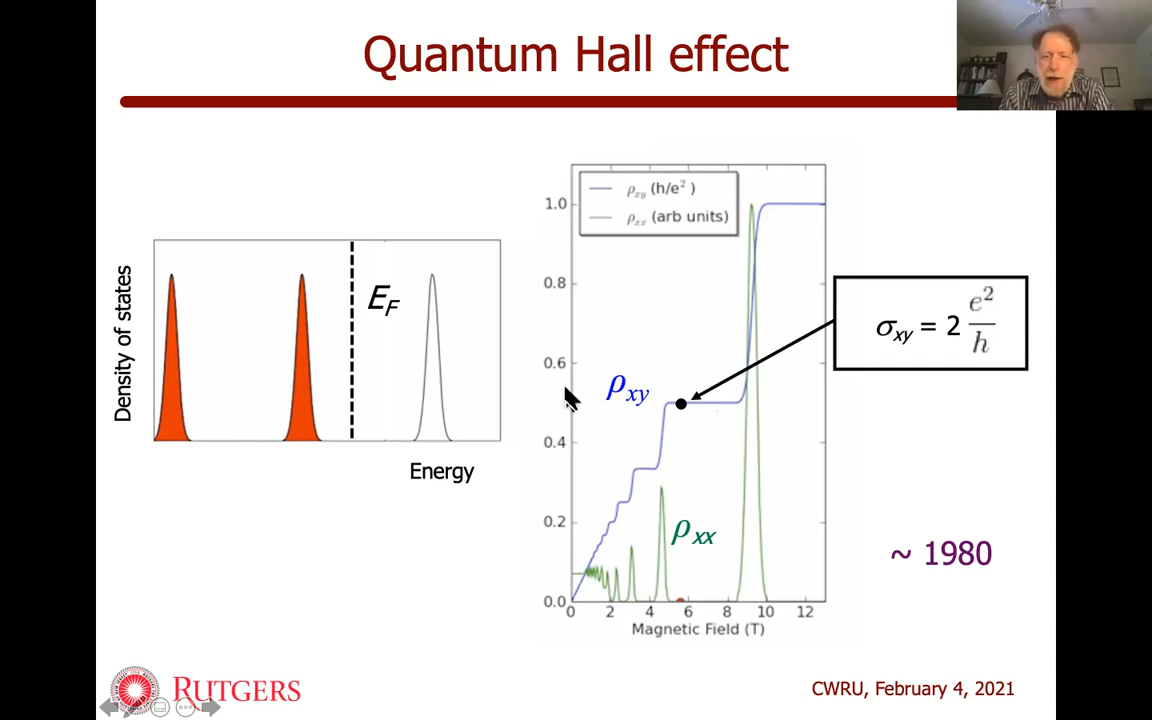 Quantum Hall effect
Density of states
E_F
Energy
ρ_xy (h/e²)
ρ_xx (arb units)
1.0
0.8
0.6
0.4
0.2
0.0
ρ_xy
ρ_xx
0 2 4 6 8 10 12
Magnetic Field (T)
σ_xy = 2 e²/h
~ 1980
RUTGERS
CWRU, February 4, 2021